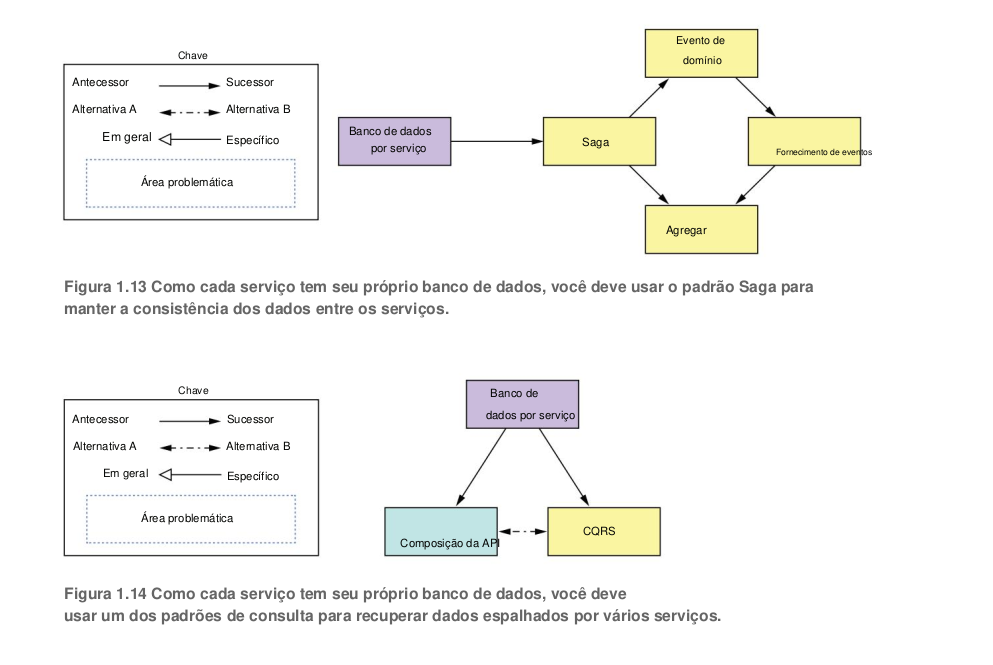 Chave
Antecessor
Sucessor
Alternativa A
Alternativa B
Em geral
Específico
Área problemática
Banco de dados
por serviço
Saga
Evento de
domínio
Fornecimento de eventos
Agregar
Figura 1.13 Como cada serviço tem seu próprio banco de dados, você deve usar o padrão Saga para
manter a consistência dos dados entre os serviços.
Chave
Antecessor
Sucessor
Alternativa A
Alternativa B
Em geral
Específico
Área problemática
Banco de
dados por serviço
Composição da API
CQRS
Figura 1.14 Como cada serviço tem seu próprio banco de dados, você deve
usar um dos padrões de consulta para recuperar dados espalhados por vários serviços.